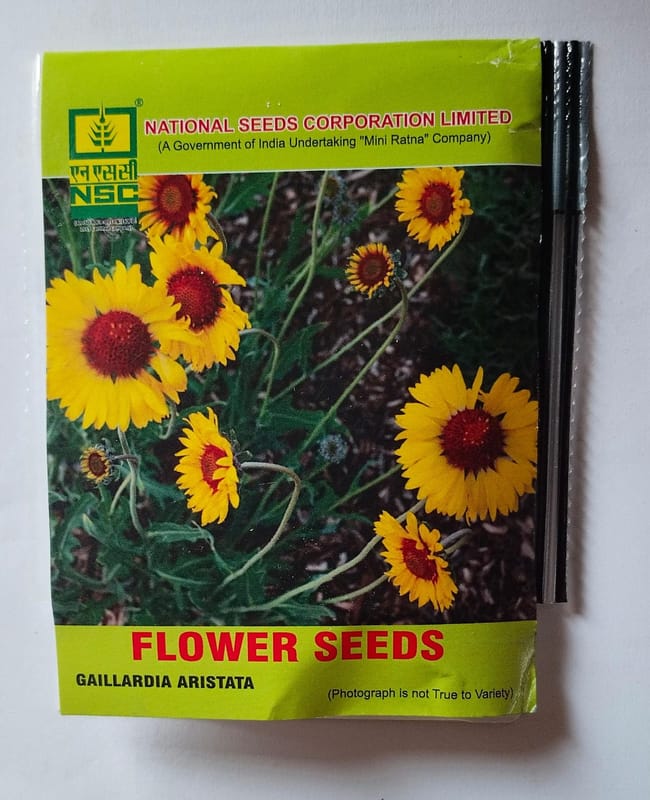 ®
NATIONAL SEEDS CORPORATION LIMITED
(A Government of India Undertaking "Mini Ratna" Company)
एन एस सी
NSC
FLOWER SEEDS
GAILLARDIA ARISTATA
(Photograph is not True to Variety)